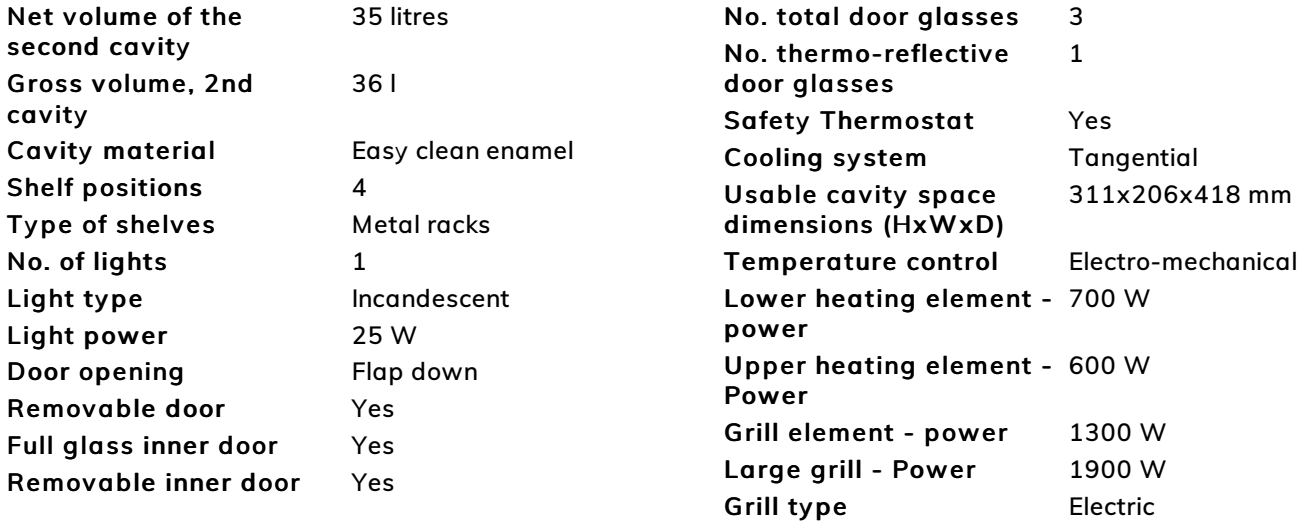 Net volume of the 35 litres
second cavity
Gross volume, 2nd 36 l
cavity
Cavity material Easy clean enamel
Shelf positions 4
Type of shelves Metal racks
No. of lights 1
Light type Incandescent
Light power 25 W
Door opening Flap down
Removable door Yes
Full glass inner door Yes
Removable inner door Yes
No. total door glasses 3
No. thermo-reflective 1
door glasses
Safety Thermostat Yes
Cooling system Tangential
Usable cavity space 311x206x418 mm
dimensions (HxWxD)
Temperature control Electro-mechanical
Lower heating element - 700 W
power
Upper heating element - 600 W
Power
Grill element - power 1300 W
Large grill - Power 1900 W
Grill type Electric